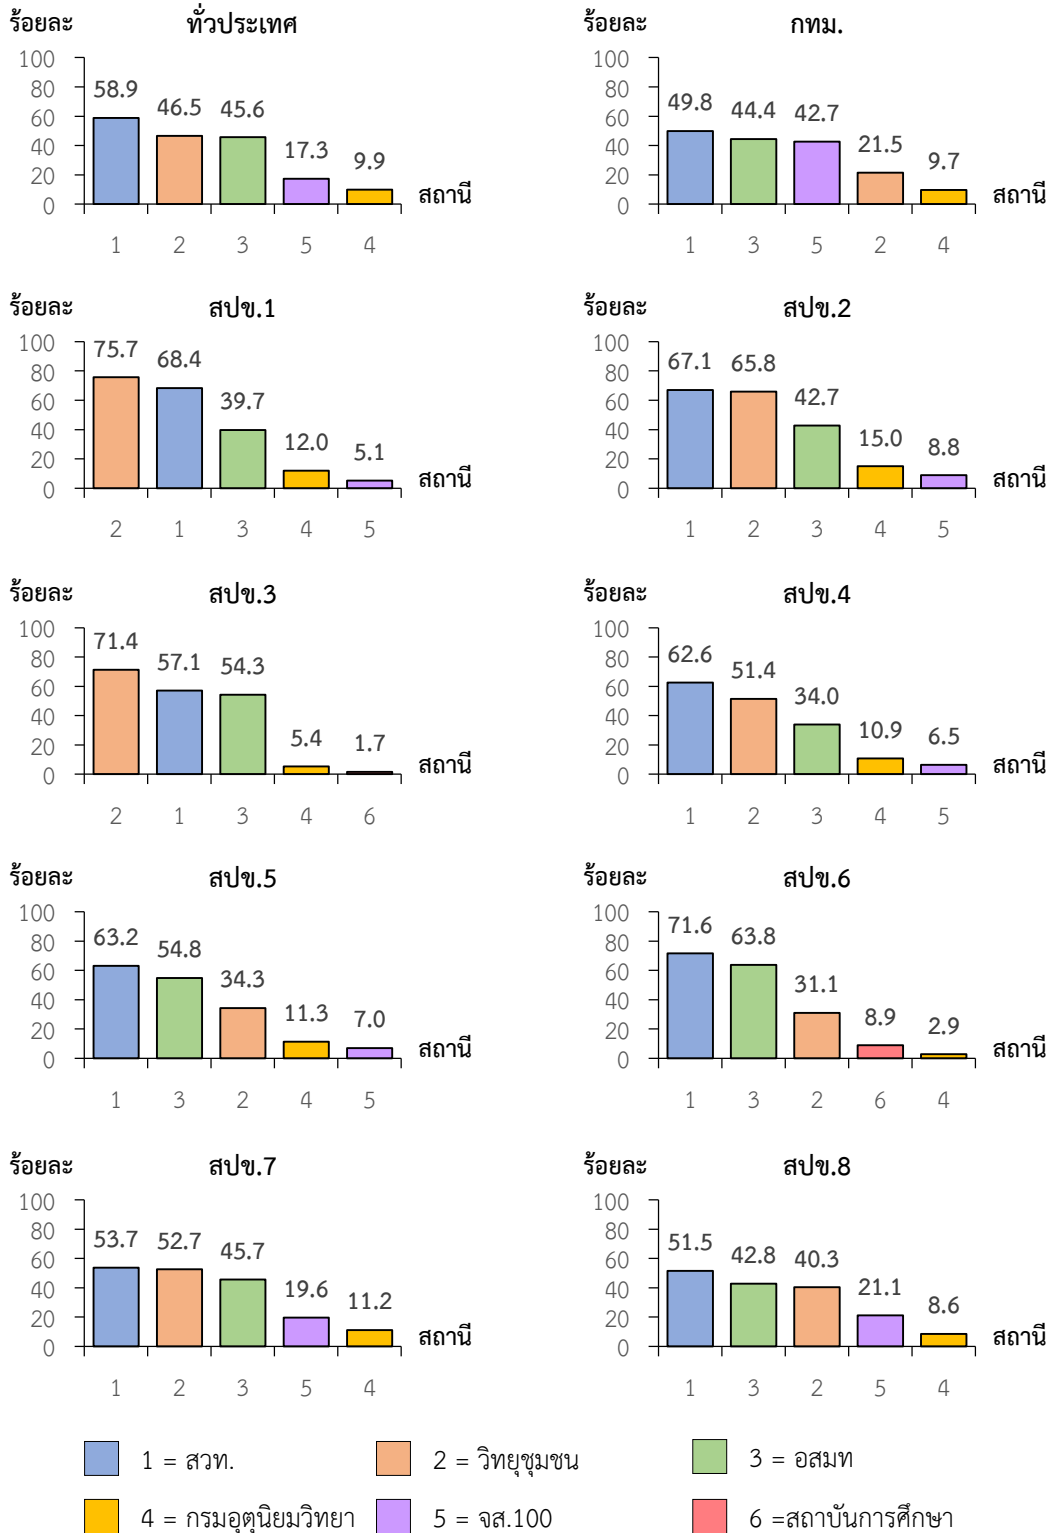 ร้อยละ ทั่วประเทศ
100
80
60
40
20
0
58.9 46.5 45.6 17.3 9.9
สถานี
1 2 3 5 4
ร้อยละ กทม.
100
80
60
40
20
0
49.8 44.4 42.7 21.5 9.7
สถานี
1 3 5 2 4
ร้อยละ สปข.1
100
80
60
40
20
0
75.7 68.4 39.7 12.0 5.1
สถานี
2 1 3 4 5
ร้อยละ สปข.2
100
80
60
40
20
0
67.1 65.8 42.7 15.0 8.8
สถานี
1 2 3 4 5
ร้อยละ สปข.3
100
80
60
40
20
0
71.4 57.1 54.3 5.4 1.7
สถานี
2 1 3 4 6
ร้อยละ สปข.4
100
80
60
40
20
0
62.6 51.4 34.0 10.9 6.5
สถานี
1 2 3 4 5
ร้อยละ สปข.5
100
80
60
40
20
0
63.2 54.8 34.3 11.3 7.0
สถานี
1 3 2 4 5
ร้อยละ สปข.6
100
80
60
40
20
0
71.6 63.8 31.1 8.9 2.9
สถานี
1 3 2 6 4
ร้อยละ สปข.7
100
80
60
40
20
0
53.7 52.7 45.7 19.6 11.2
สถานี
1 2 3 5 4
ร้อยละ สปข.8
100
80
60
40
20
0
51.5 42.8 40.3 21.1 8.6
สถานี
1 3 2 5 4
1 = สวท. 2 = วิทยุชุมชน 3 = อสมท
4 = กรมอุตุนิยมวิทยา 5 = จส.100 6 =สถาบันการศึกษา